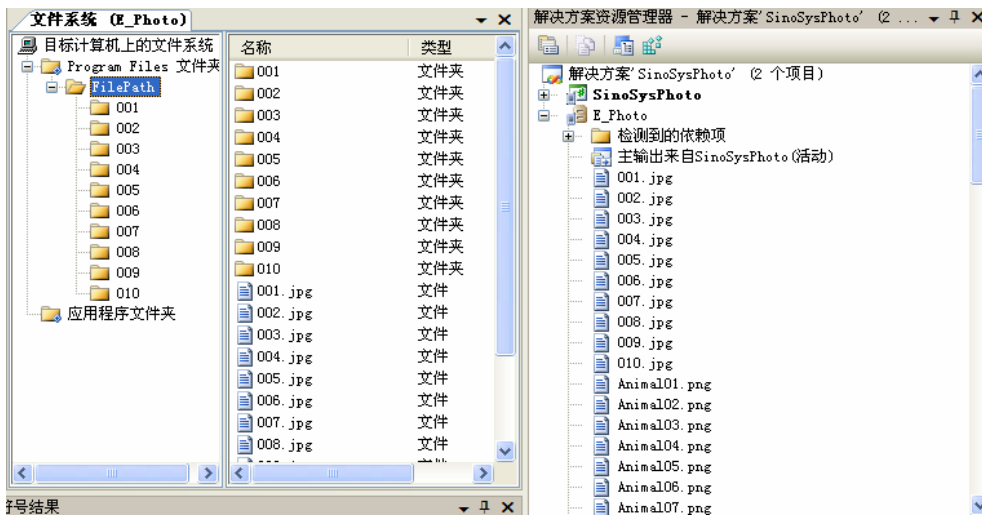 文件系统 (E_Photo)
目标计算机上的文件系统
Program Files 文件夹
FilePath
001
002
003
004
005
006
007
008
009
010
应用程序文件夹
名称 类型
001 文件夹
002 文件夹
003 文件夹
004 文件夹
005 文件夹
006 文件夹
007 文件夹
008 文件夹
009 文件夹
010 文件夹
001.jpg 文件
002.jpg 文件
003.jpg 文件
004.jpg 文件
005.jpg 文件
006.jpg 文件
007.jpg 文件
008.jpg 文件
号结果
解决方案资源管理器 - 解决方案'SinoSysPhoto' (2 ...
解决方案'SinoSysPhoto' (2 个项目)
SinoSysPhoto
E_Photo
检测到的依赖项
主输出来自SinoSysPhoto(活动)
001.jpg
002.jpg
003.jpg
004.jpg
005.jpg
006.jpg
007.jpg
008.jpg
009.jpg
010.jpg
Animal01.png
Animal02.png
Animal03.png
Animal04.png
Animal05.png
Animal06.png
Animal07.png